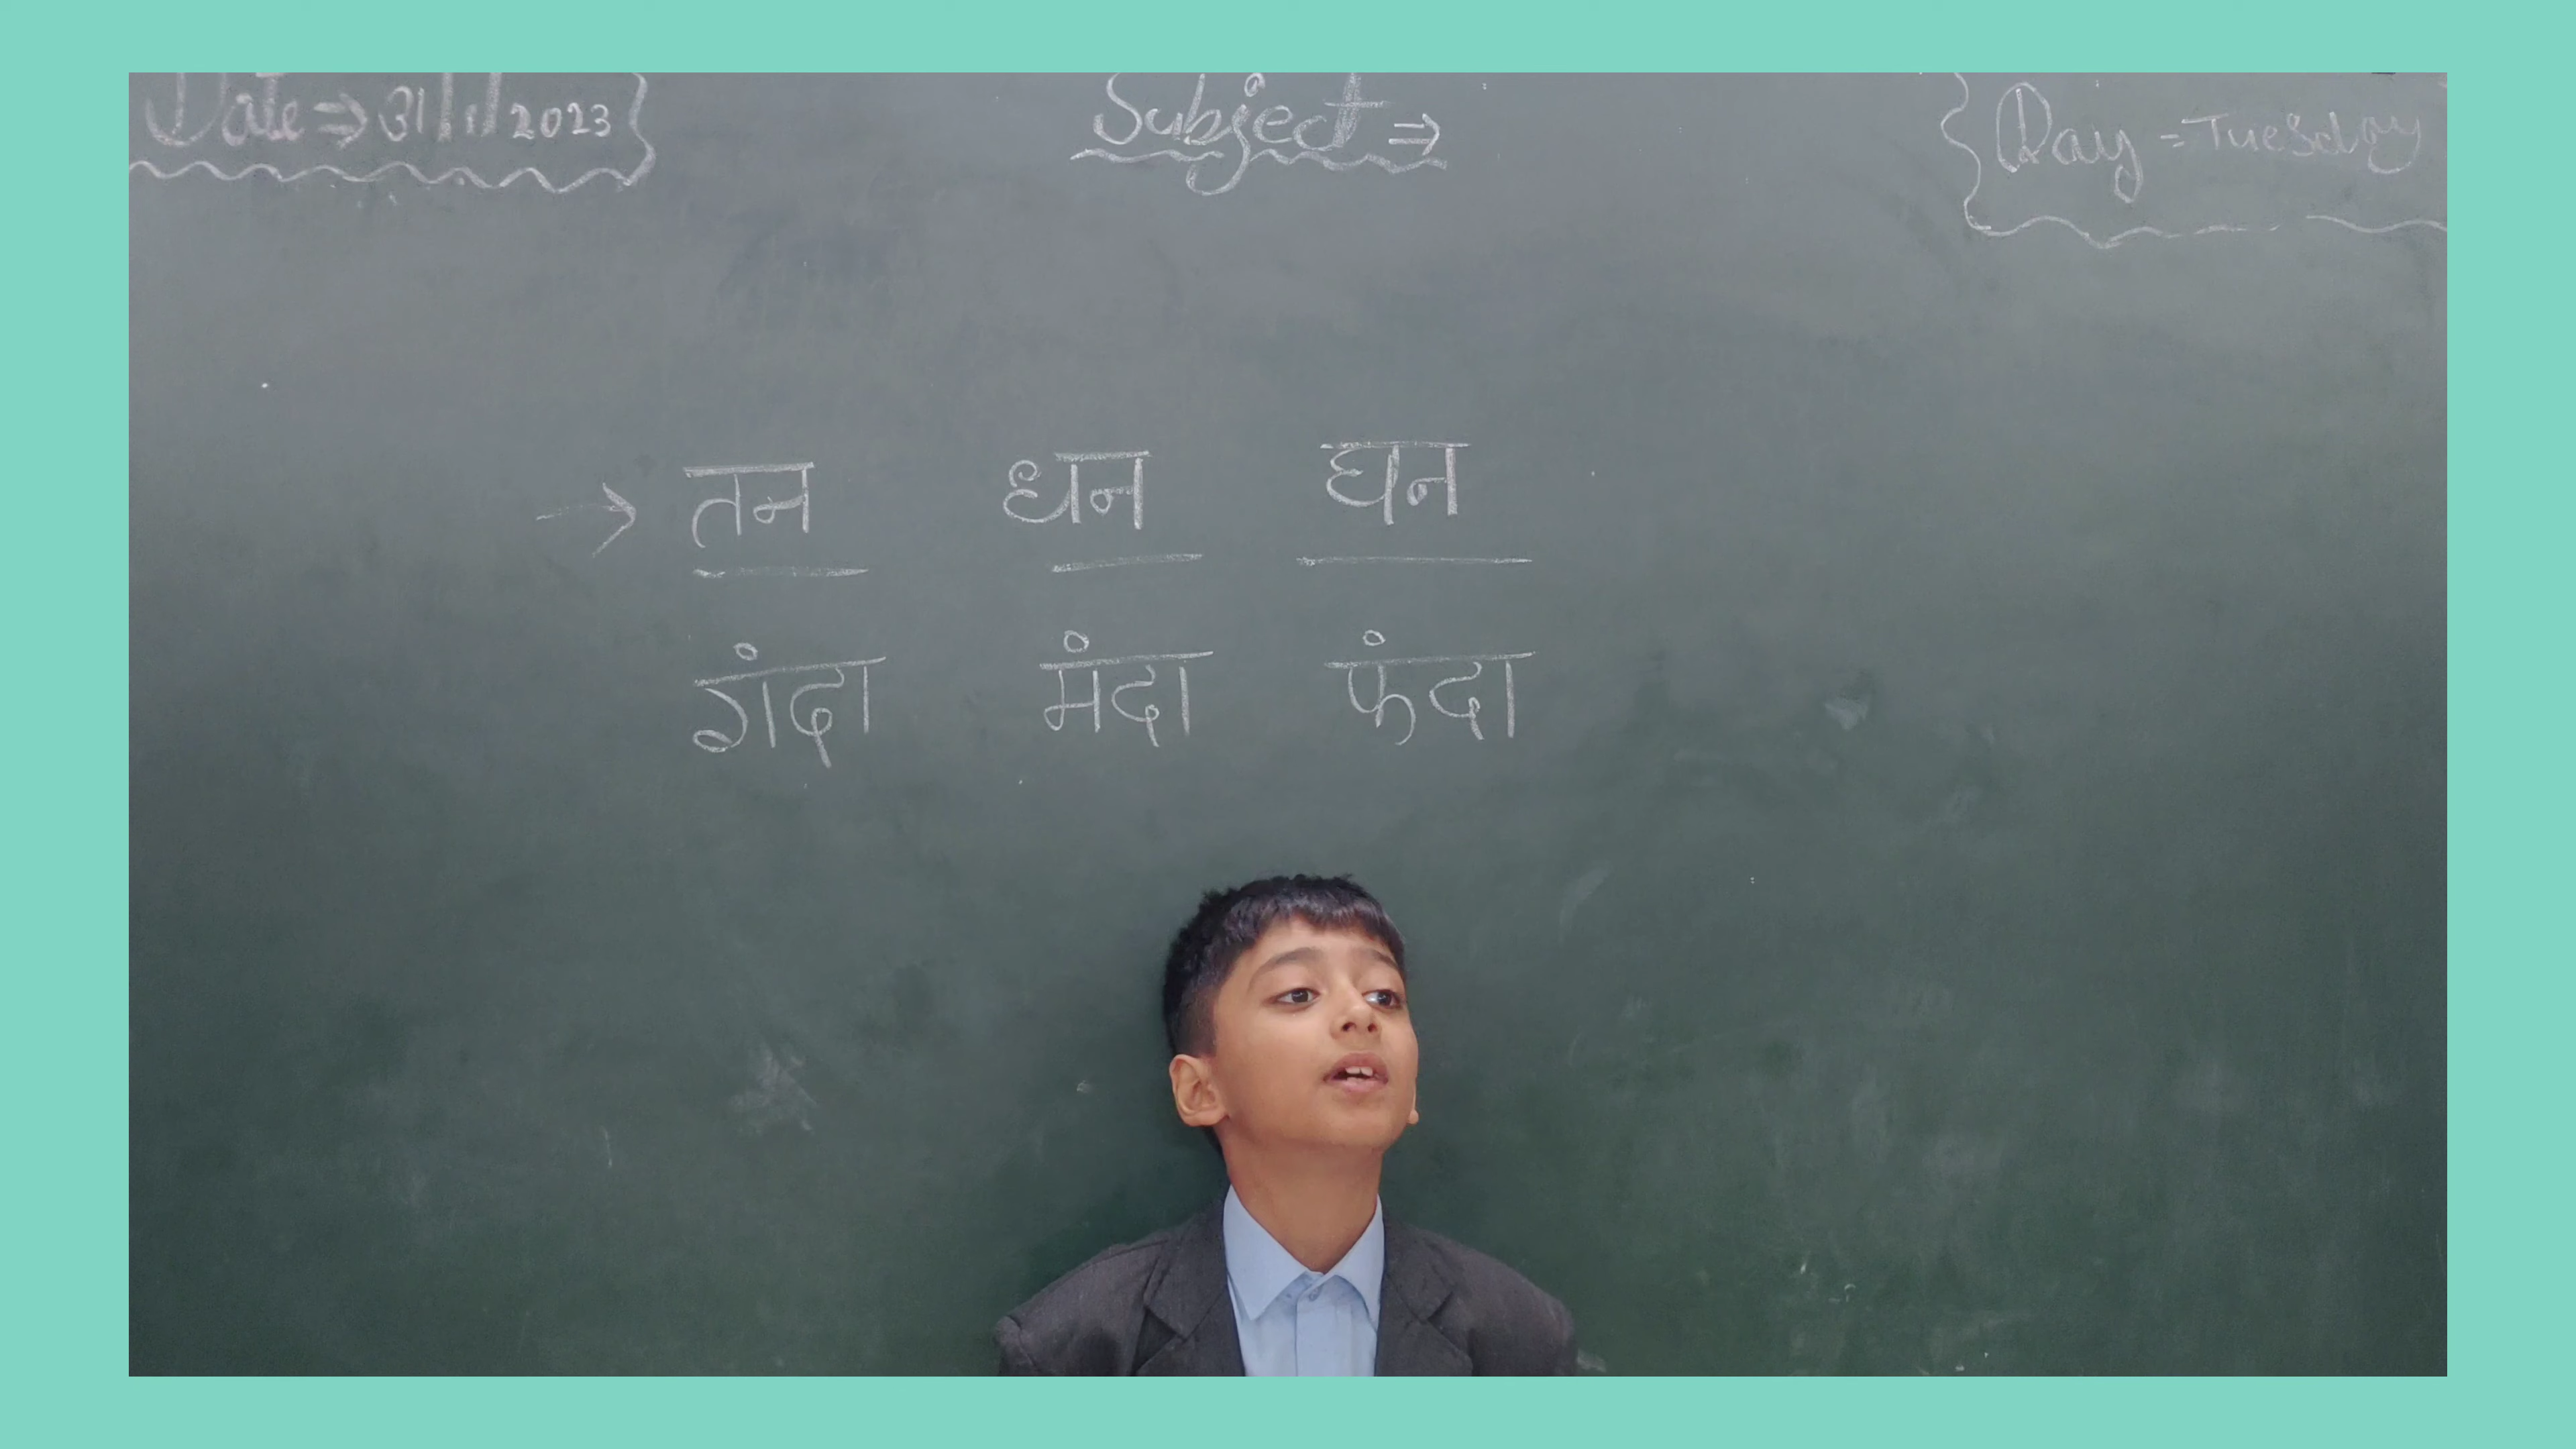 Date ⇒ 31/1/2023
Subject ⇒
Day = Tuesday
→ तन धन घन
गंदा मंदा फंदा